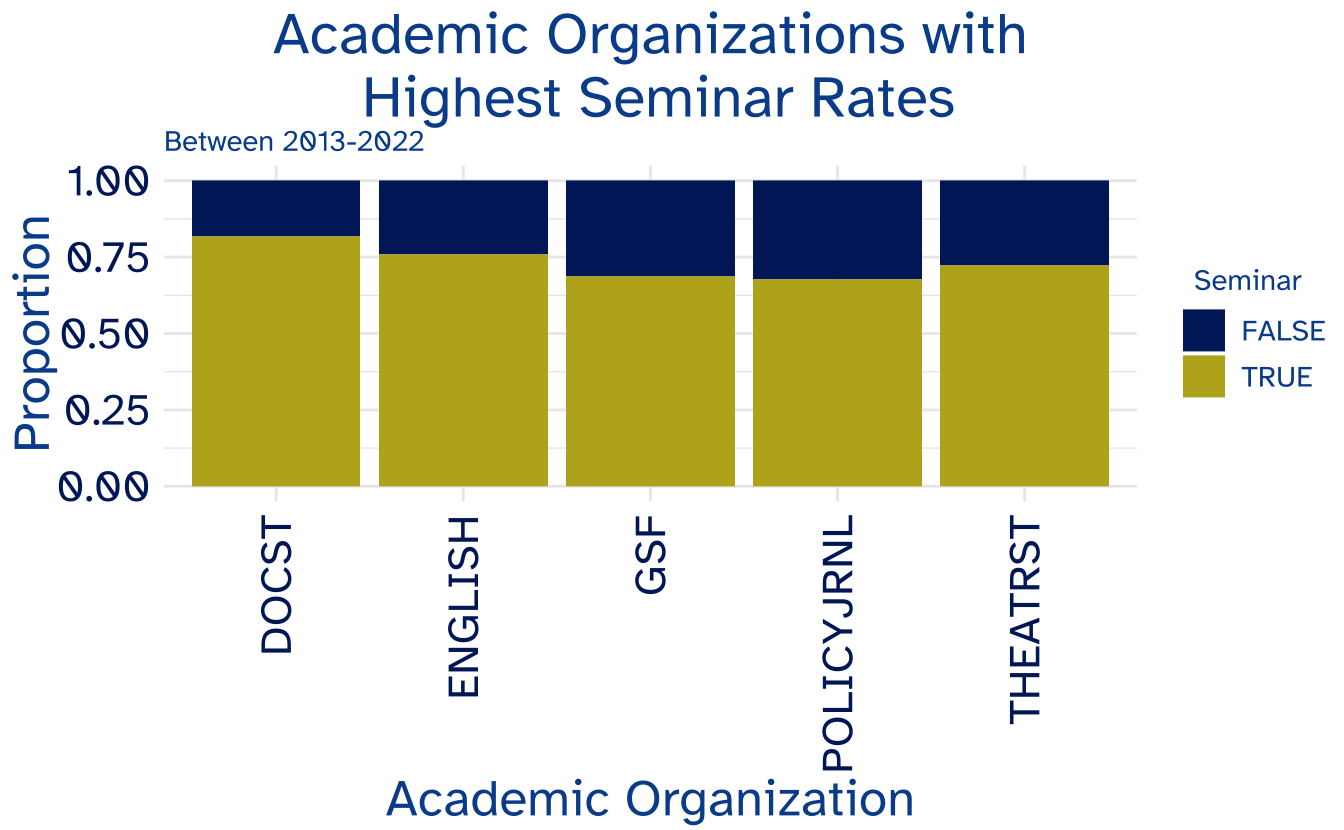 Academic Organizations with
Highest Seminar Rates
Between 2013-2022
Proportion
1.00
0.75
0.50
0.25
0.00
DOCST
ENGLISH
GSF
POLICYJRNL
THEATRST
Academic Organization
Seminar
FALSE
TRUE